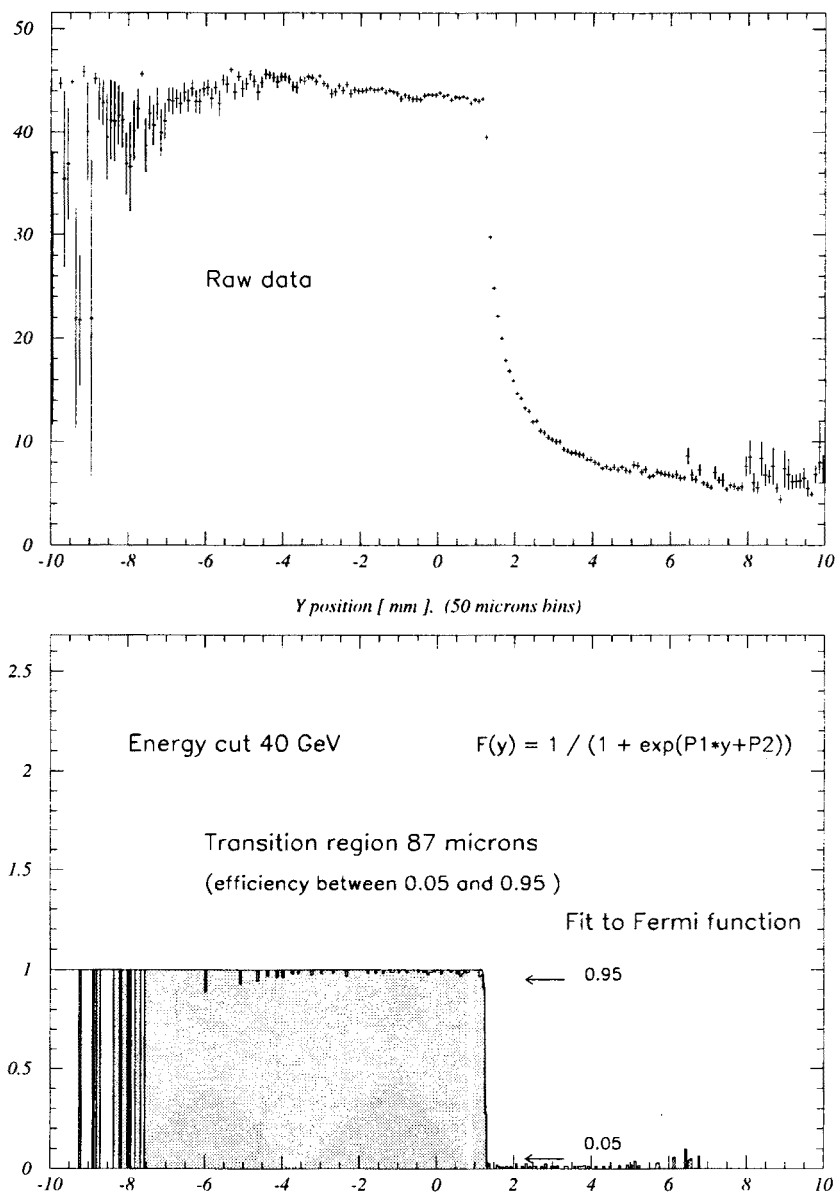 50
40
30
20
10
0
Raw data
-10 -8 -6 -4 -2 0 2 4 6 8 10
Y position [ mm ]. (50 microns bins)
2.5
2
1.5
1
0.5
0
Energy cut 40 GeV
F(y) = 1 / (1 + exp(P1*y+P2))
Transition region 87 microns
(efficiency between 0.05 and 0.95 )
Fit to Fermi function
0.95
0.05
-10 -8 -6 -4 -2 0 2 4 6 8 10